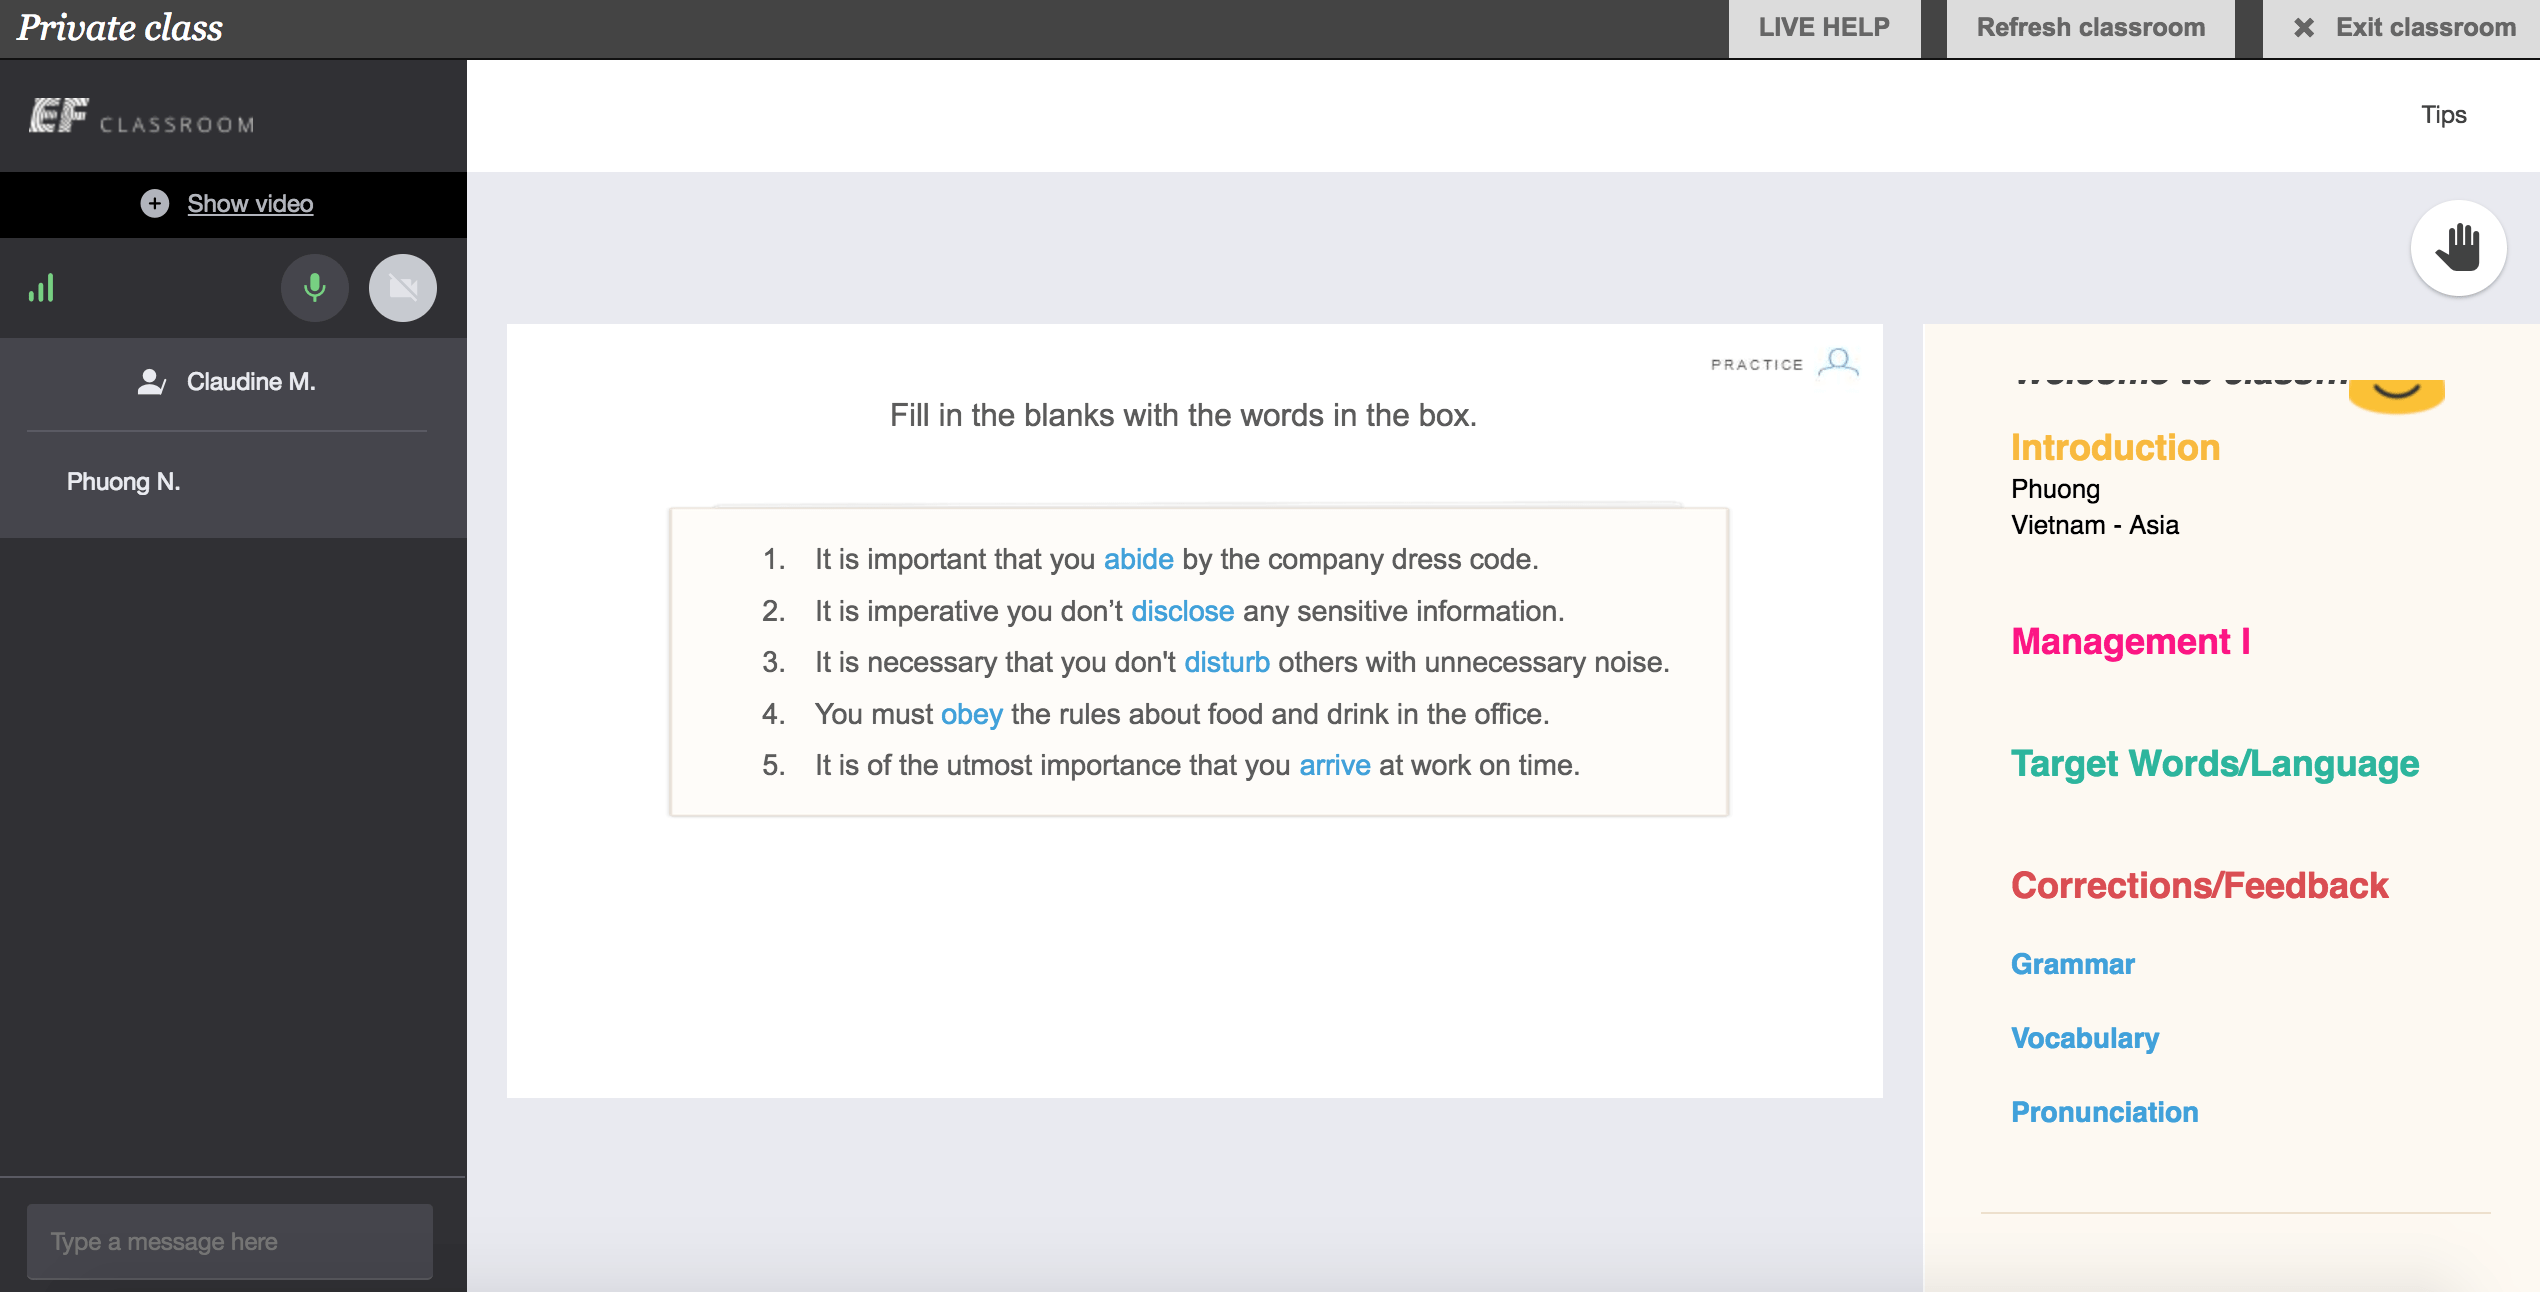 Private class
LIVE HELP
Refresh classroom
Exit classroom
EF CLASSROOM
Tips
Show video
Claudine M.
Phuong N.
Type a message here
PRACTICE
Fill in the blanks with the words in the box.
1. It is important that you abide by the company dress code.
2. It is imperative you don’t disclose any sensitive information.
3. It is necessary that you don't disturb others with unnecessary noise.
4. You must obey the rules about food and drink in the office.
5. It is of the utmost importance that you arrive at work on time.
Introduction
Phuong
Vietnam - Asia
Management I
Target Words/Language
Corrections/Feedback
Grammar
Vocabulary
Pronunciation